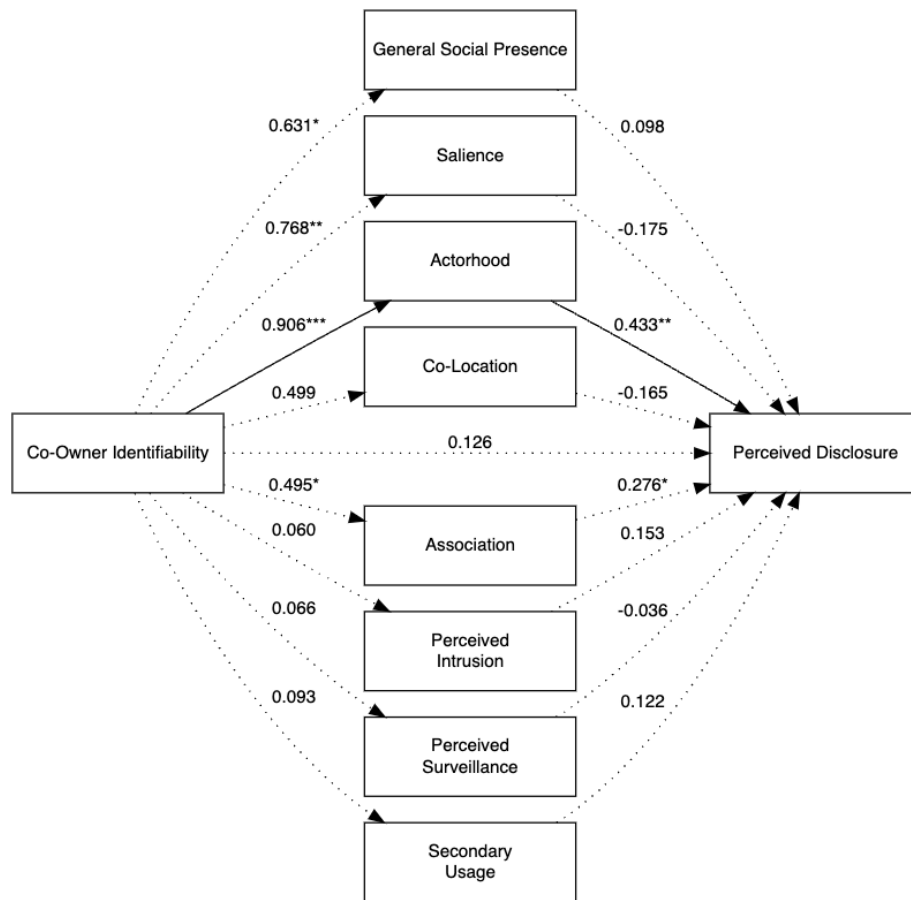 General Social Presence
0.631*
0.098
Salience
0.768**
-0.175
Actorhood
0.906***
0.433**
Co-Location
0.499
-0.165
Co-Owner Identifiability
0.126
Perceived Disclosure
0.495*
0.276*
Association
0.060
0.153
Perceived
Intrusion
0.066
-0.036
Perceived
Surveillance
0.093
0.122
Secondary
Usage